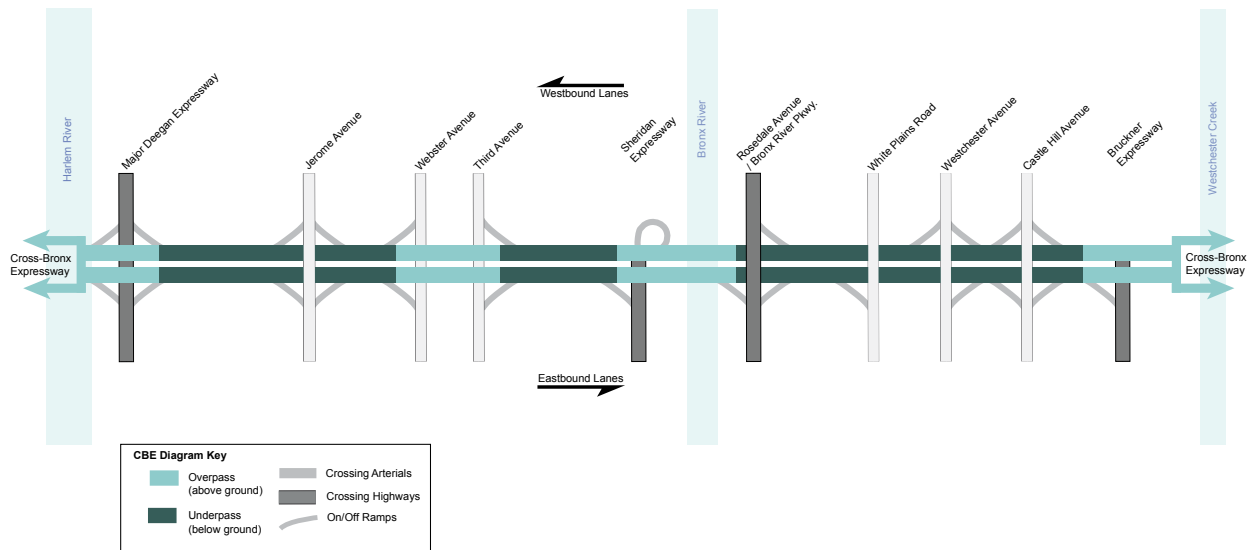 Harlem River
Major Deegan Expressway
Jerome Avenue
Webster Avenue
Third Avenue
Westbound Lanes
Sheridan
Expressway
Bronx River
Rosedale Avenue
/ Bronx River Pkwy.
White Plains Road
Westchester Avenue
Castle Hill Avenue
Bruckner
Expressway
Westchester Creek
Cross-Bronx
Expressway
Cross-Bronx
Expressway
Eastbound Lanes
CBE Diagram Key
Overpass
(above ground)
Underpass
(below ground)
Crossing Arterials
Crossing Highways
On/Off Ramps